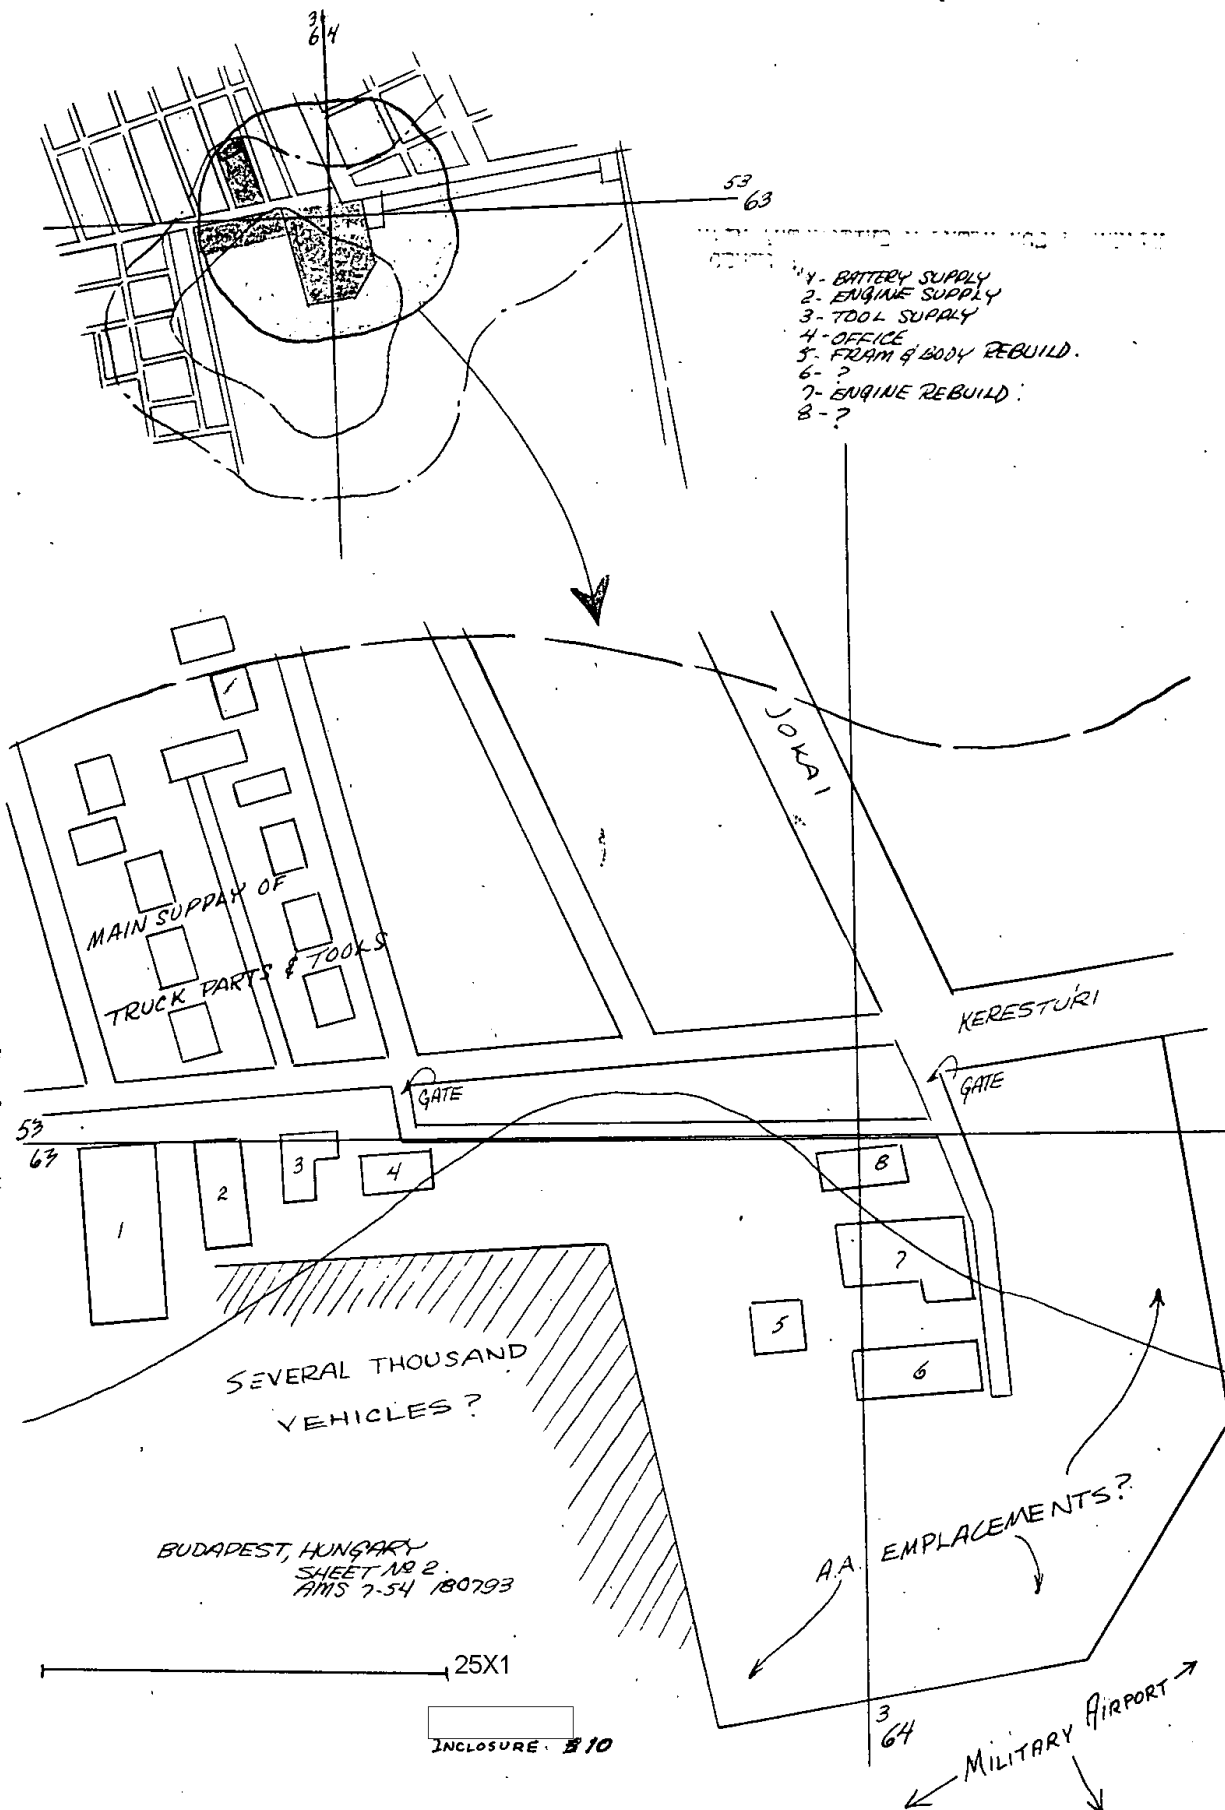 3
64
53
63
1- BATTERY SUPPLY
2- ENGINE SUPPLY
3- TOOL SUPPLY
4- OFFICE
5- FRAM & BODY REBUILD.
6- ?
7- ENGINE REBUILD.
8- ?
JOKAI
MAIN SUPPLY OF
TRUCK PARTS & TOOLS
KERESTÚRI
GATE
GATE
53
63
1
2
3
4
8
7
5
6
SEVERAL THOUSAND
VEHICLES?
A.A. EMPLACEMENTS?
BUDAPEST, HUNGARY
SHEET NO 2.
AMS 7-54 180793
25X1
INCLOSURE: 10
3
64
MILITARY AIRPORT